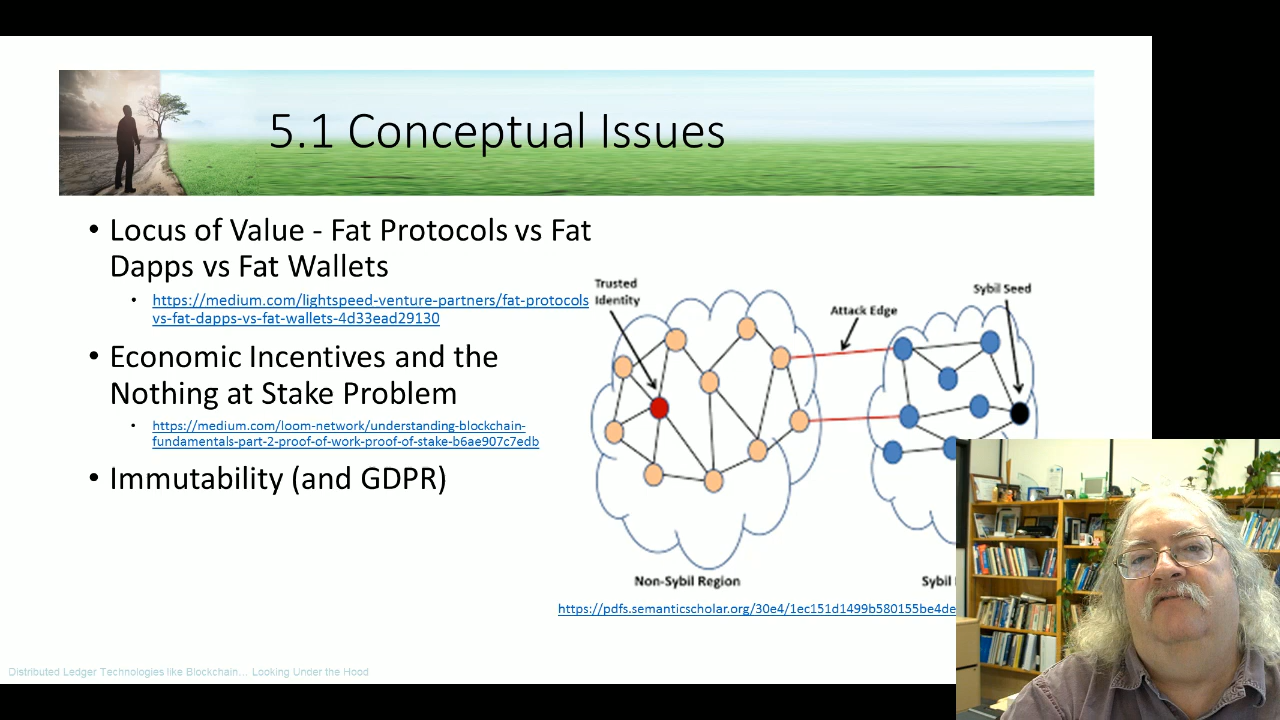 5.1 Conceptual Issues
• Locus of Value - Fat Protocols vs Fat
Dapps vs Fat Wallets
• https://medium.com/lightspeed-venture-partners/fat-protocols
vs-fat-dapps-vs-fat-wallets-4d33ead29130
• Economic Incentives and the
Nothing at Stake Problem
• https://medium.com/loom-network/understanding-blockchain-
fundamentals-part-2-proof-of-work-proof-of-stake-b6ae907c7edb
• Immutability (and GDPR)
Trusted
Identity
Attack Edge
Sybil Seed
Non-Sybil Region
Sybil
https://pdfs.semanticscholar.org/30e4/1ec151d1499b580155be4de
Distributed Ledger Technologies like Blockchain... Looking Under the Hood